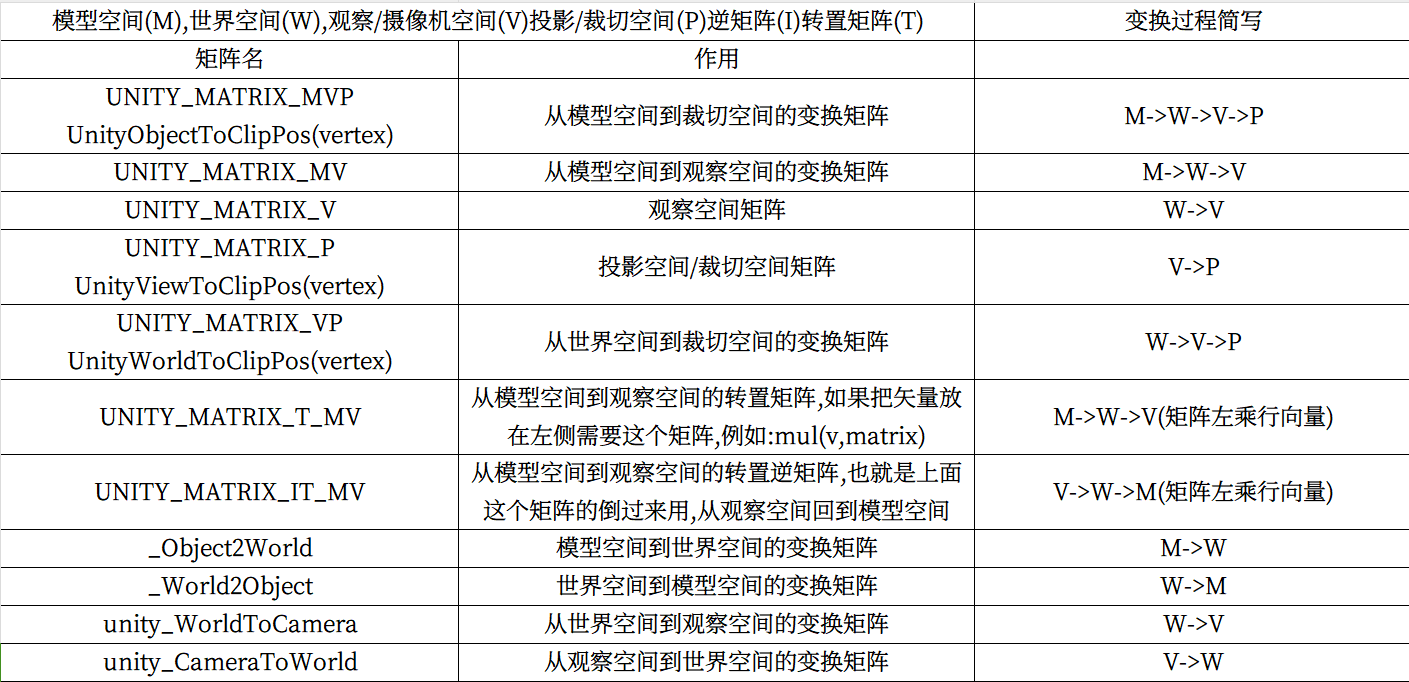 模型空间(M),世界空间(W),观察/摄像机空间(V)投影/裁切空间(P)逆矩阵(I)转置矩阵(T)
变换过程简写
矩阵名
作用
UNITY_MATRIX_MVP
UnityObjectToClipPos(vertex)
从模型空间到裁切空间的变换矩阵
M->W->V->P
UNITY_MATRIX_MV
从模型空间到观察空间的变换矩阵
M->W->V
UNITY_MATRIX_V
观察空间矩阵
W->V
UNITY_MATRIX_P
UnityViewToClipPos(vertex)
投影空间/裁切空间矩阵
V->P
UNITY_MATRIX_VP
UnityWorldToClipPos(vertex)
从世界空间到裁切空间的变换矩阵
W->V->P
UNITY_MATRIX_T_MV
从模型空间到观察空间的转置矩阵,如果把矢量放
在左侧需要这个矩阵,例如:mul(v,matrix)
M->W->V(矩阵左乘行向量)
UNITY_MATRIX_IT_MV
从模型空间到观察空间的转置逆矩阵,也就是上面
这个矩阵的倒过来用,从观察空间回到模型空间
V->W->M(矩阵左乘行向量)
_Object2World
模型空间到世界空间的变换矩阵
M->W
_World2Object
世界空间到模型空间的变换矩阵
W->M
unity_WorldToCamera
从世界空间到观察空间的变换矩阵
W->V
unity_CameraToWorld
从观察空间到世界空间的变换矩阵
V->W